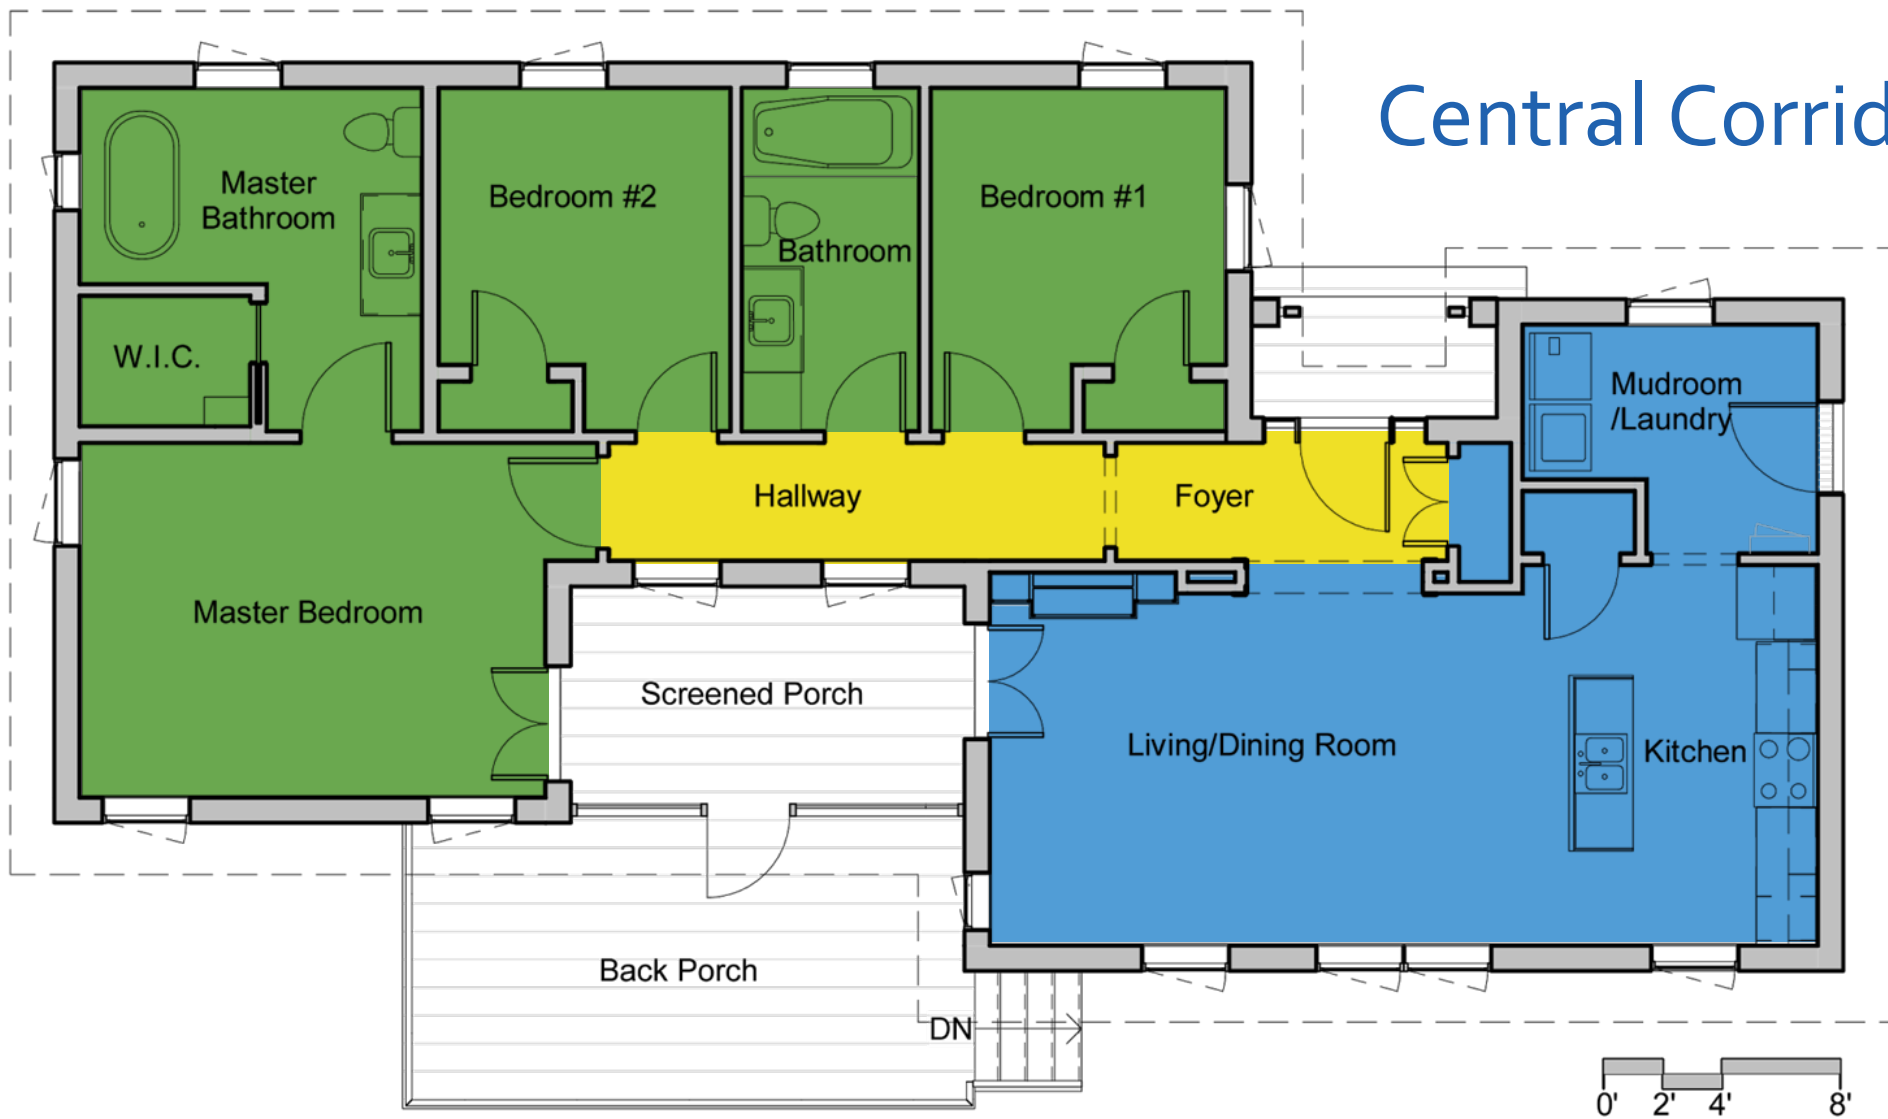 Central Corrid
Master
Bathroom
Bedroom #2
Bathroom
Bedroom #1
W.I.C.
Mudroom
/Laundry
Hallway
Foyer
Master Bedroom
Screened Porch
Living/Dining Room
Kitchen
Back Porch
DN
0' 2' 4' 8'